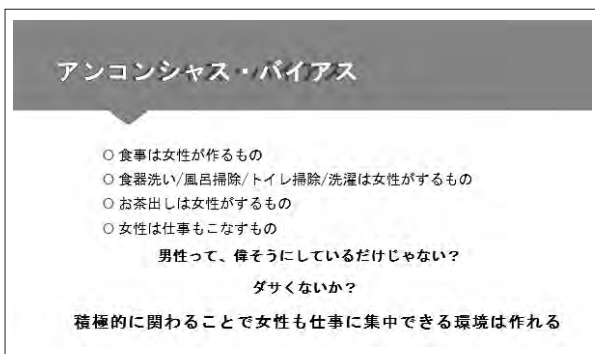 アンコンシャス・バイアス
○ 食事は女性が作るもの
○ 食器洗い/風呂掃除/トイレ掃除/洗濯は女性がするもの
○ お茶出しは女性がするもの
○ 女性は仕事もこなすもの
男性って、偉そうにしているだけじゃない？
ダサくないか？
積極的に関わることで女性も仕事に集中できる環境は作れる